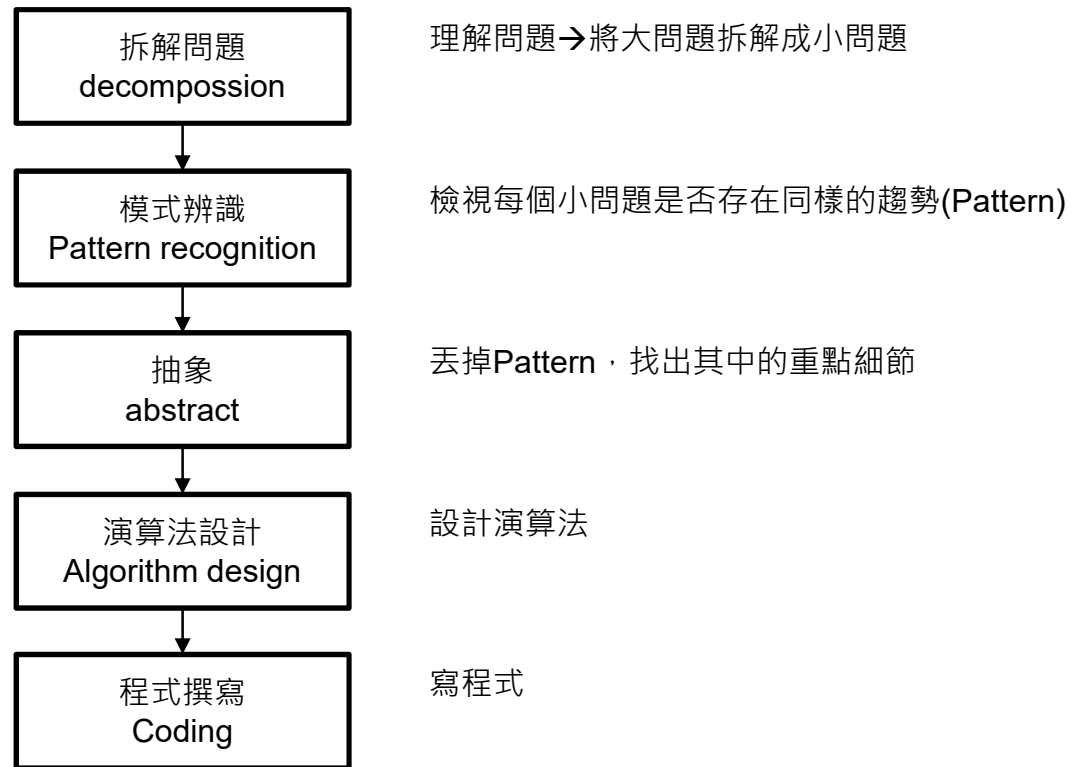 拆解問題
decompossion
理解問題→將大問題拆解成小問題
模式辨識
Pattern recognition
檢視每個小問題是否存在同樣的趨勢(Pattern)
抽象
abstract
丟掉Pattern，找出其中的重點細節
演算法設計
Algorithm design
設計演算法
程式撰寫
Coding
寫程式